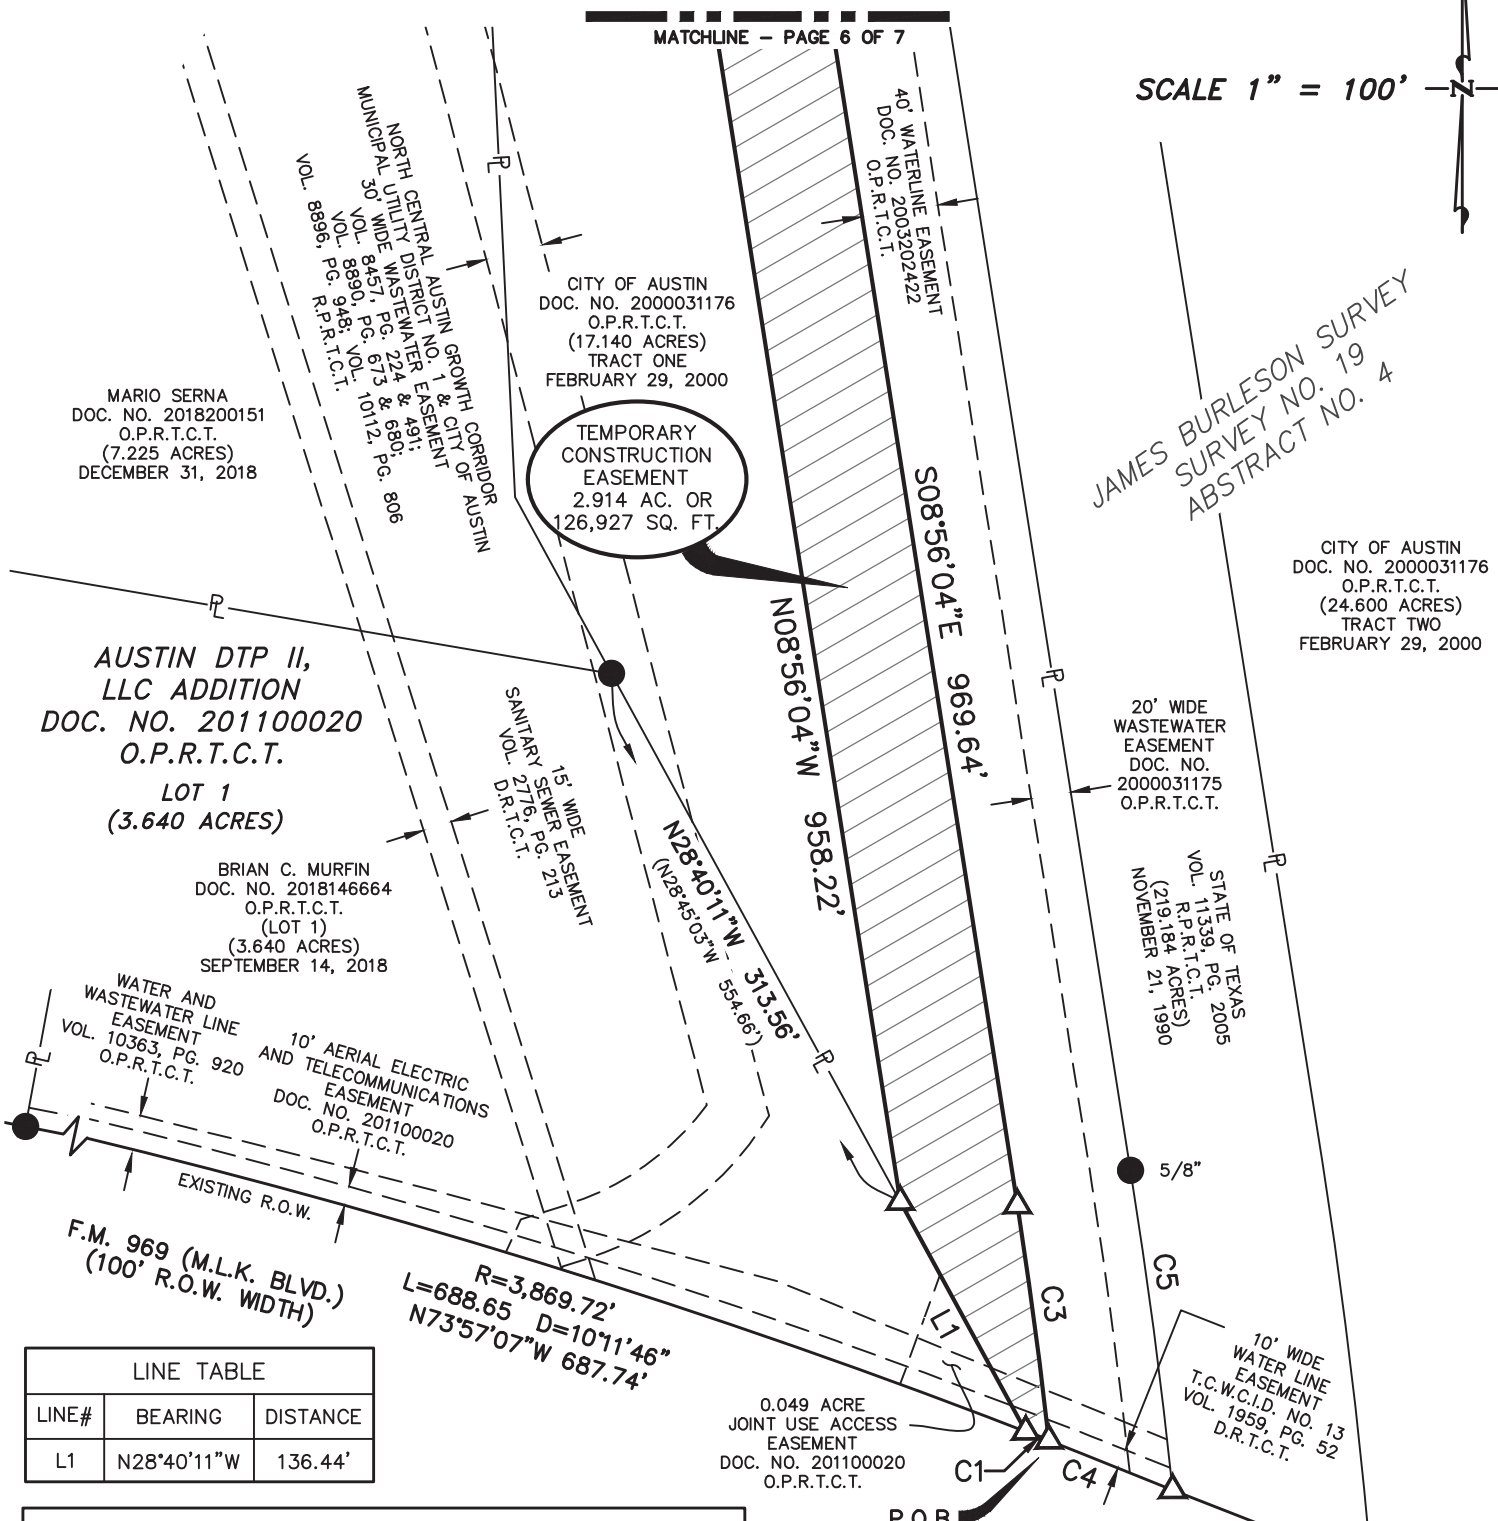 MATCHLINE - PAGE 6 OF 7
SCALE 1" = 100'
N
NORTH CENTRAL AUSTIN GROWTH CORRIDOR
MUNICIPAL UTILITY DISTRICT NO. 1 & CITY OF AUSTIN
30' WIDE WASTEWATER EASEMENT
VOL. 8457, PG. 224 & 491;
VOL. 8890, PG. 673 & 680;
VOL. 8896, PG. 948; VOL. 10112, PG. 806
R.P.R.T.C.T.
PL
40' WATERLINE EASEMENT
DOC. NO. 2003202422
O.P.R.T.C.T.
CITY OF AUSTIN
DOC. NO. 2000031176
O.P.R.T.C.T.
(17.140 ACRES)
TRACT ONE
FEBRUARY 29, 2000
JAMES BURLESON SURVEY
SURVEY NO. 19
ABSTRACT NO. 4
MARIO SERNA
DOC. NO. 2018200151
O.P.R.T.C.T.
(7.225 ACRES)
DECEMBER 31, 2018
TEMPORARY
CONSTRUCTION
EASEMENT
2.914 AC. OR
126,927 SQ. FT.
S08°56'04"E 969.64'
N08°56'04"W 958.22'
CITY OF AUSTIN
DOC. NO. 2000031176
O.P.R.T.C.T.
(24.600 ACRES)
TRACT TWO
FEBRUARY 29, 2000
PL
AUSTIN DTP II,
LLC ADDITION
DOC. NO. 201100020
O.P.R.T.C.T.
LOT 1
(3.640 ACRES)
PL
15' WIDE
SANITARY SEWER EASEMENT
VOL. 2776, PG. 213
D.R.T.C.T.
20' WIDE
WASTEWATER
EASEMENT
DOC. NO.
2000031175
O.P.R.T.C.T.
N28°40'11"W 313.56'
(N28°45'03"W 554.66')
PL
BRIAN C. MURFIN
DOC. NO. 2018146664
O.P.R.T.C.T.
(LOT 1)
(3.640 ACRES)
SEPTEMBER 14, 2018
STATE OF TEXAS
VOL. 11339, PG. 2005
R.P.R.T.C.T.
(219.184 ACRES)
NOVEMBER 21, 1990
PL
WATER AND
WASTEWATER LINE
EASEMENT
VOL. 10363, PG. 920
O.P.R.T.C.T.
10' AERIAL ELECTRIC
AND TELECOMMUNICATIONS
EASEMENT
DOC. NO. 201100020
O.P.R.T.C.T.
PL
5/8"
EXISTING R.O.W.
F.M. 969 (M.L.K. BLVD.)
(100' R.O.W. WIDTH)
R=3,869.72'
L=688.65 D=10°11'46"
N73°57'07"W 687.74'
L1
C3
C5
10' WIDE
WATER LINE
EASEMENT
T.C.W.C.I.D. NO. 13
VOL. 1959, PG. 52
D.R.T.C.T.
LINE TABLE
LINE# BEARING DISTANCE
L1 N28°40'11"W 136.44'
0.049 ACRE
JOINT USE ACCESS
EASEMENT
DOC. NO. 201100020
O.P.R.T.C.T.
C1
C4
P.O.B.